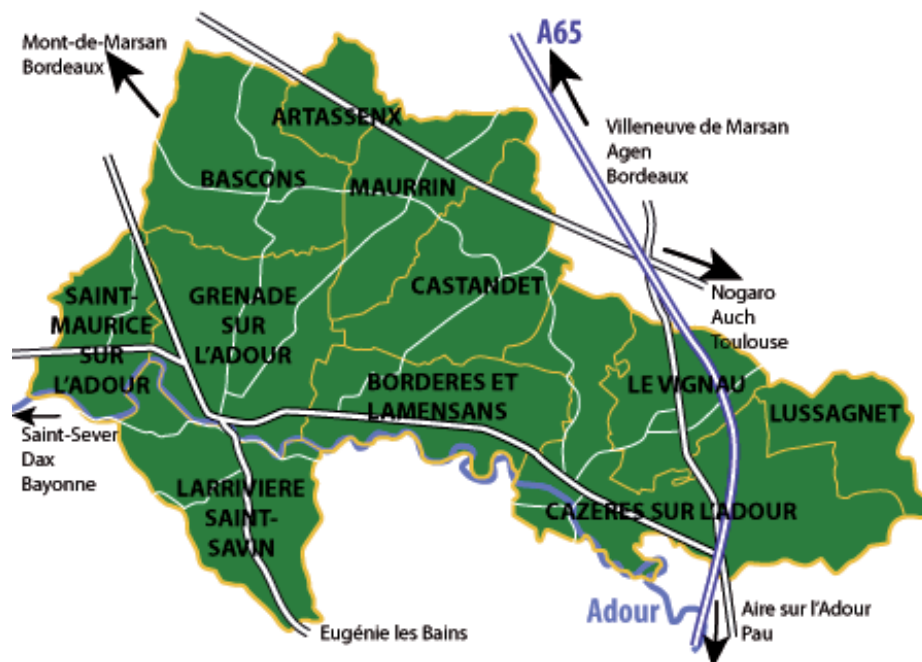 A65
Mont-de-Marsan
Bordeaux
ARTASSENX
Villeneuve de Marsan
Agen
Bordeaux
BASCONS
MAURRIN
CASTANDET
SAINT-
MAURICE
SUR
L'ADOUR
GRENADE
SUR
L'ADOUR
Nogaro
Auch
Toulouse
BORDERES ET
LAMENSANS
LE VIGNAU
LUSSAGNET
Saint-Sever
Dax
Bayonne
LARRIVIERE
SAINT-
SAVIN
CAZERES SUR L'ADOUR
Adour
Aire sur l'Adour
Pau
Eugénie les Bains